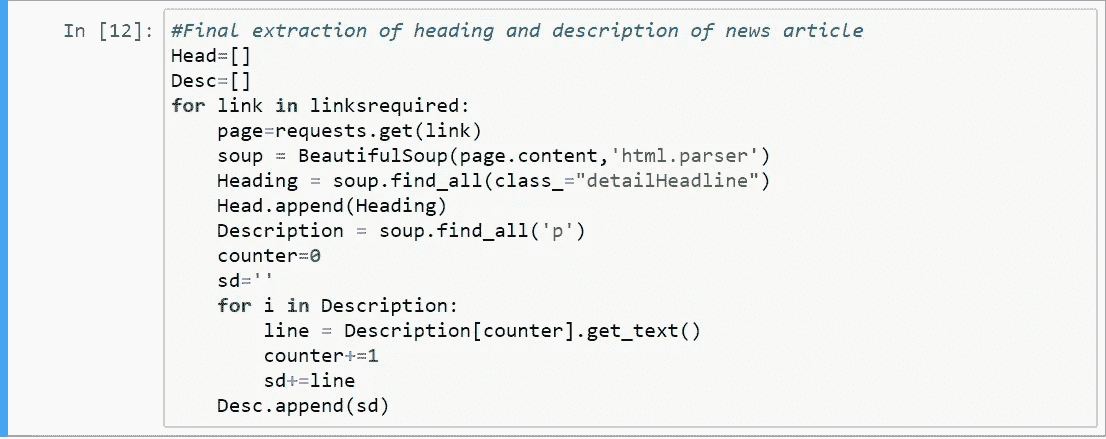 In [12]: #Final extraction of heading and description of news article
Head=[]
Desc=[]
for link in linksrequired:
    page=requests.get(link)
    soup = BeautifulSoup(page.content,'html.parser')
    Heading = soup.find_all(class_="detailHeadline")
    Head.append(Heading)
    Description = soup.find_all('p')
    counter=0
    sd=''
    for i in Description:
        line = Description[counter].get_text()
        counter+=1
        sd+=line
    Desc.append(sd)